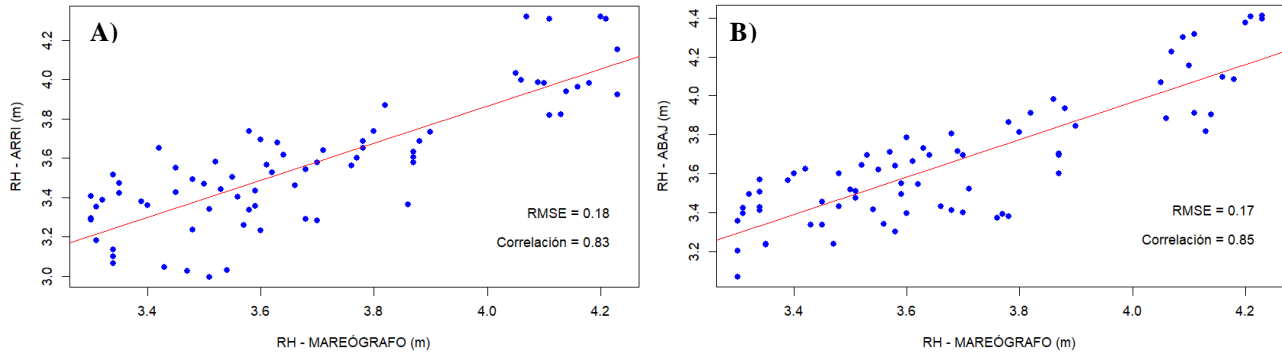 A)
RH - ARRI (m)
4.2
4.0
3.8
3.6
3.4
3.2
3.0
RMSE = 0.18
Correlación = 0.83
3.4 3.6 3.8 4.0 4.2
RH - MAREÓGRAFO (m)
B)
RH - ABAJ (m)
4.4
4.2
4.0
3.8
3.6
3.4
3.2
RMSE = 0.17
Correlación = 0.85
3.4 3.6 3.8 4.0 4.2
RH - MAREÓGRAFO (m)